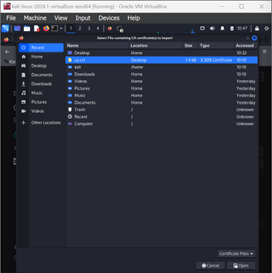 kali-linux-2024.1-virtualbox-amd64 [Running] - Oracle VM VirtualBox
File Machine View Input Devices Help
1 2 3 4
10:47
Select File containing CA certificate(s) to import
Recent
Home
Desktop
Documents
Downloads
Music
Pictures
Videos
+ Other Locations
Name Location Size Type Accessed
Desktop Home 10:32
ca.crt Desktop 1.4 kB X.509 Certificate 10:10
kali /home 10:10
Downloads Home Yesterday
Videos Home Yesterday
Pictures Home Yesterday
Music Home Yesterday
Documents Home Yesterday
Trash / Unknown
Recent / Unknown
Computer / Unknown
Certificate Files
Cancel Open